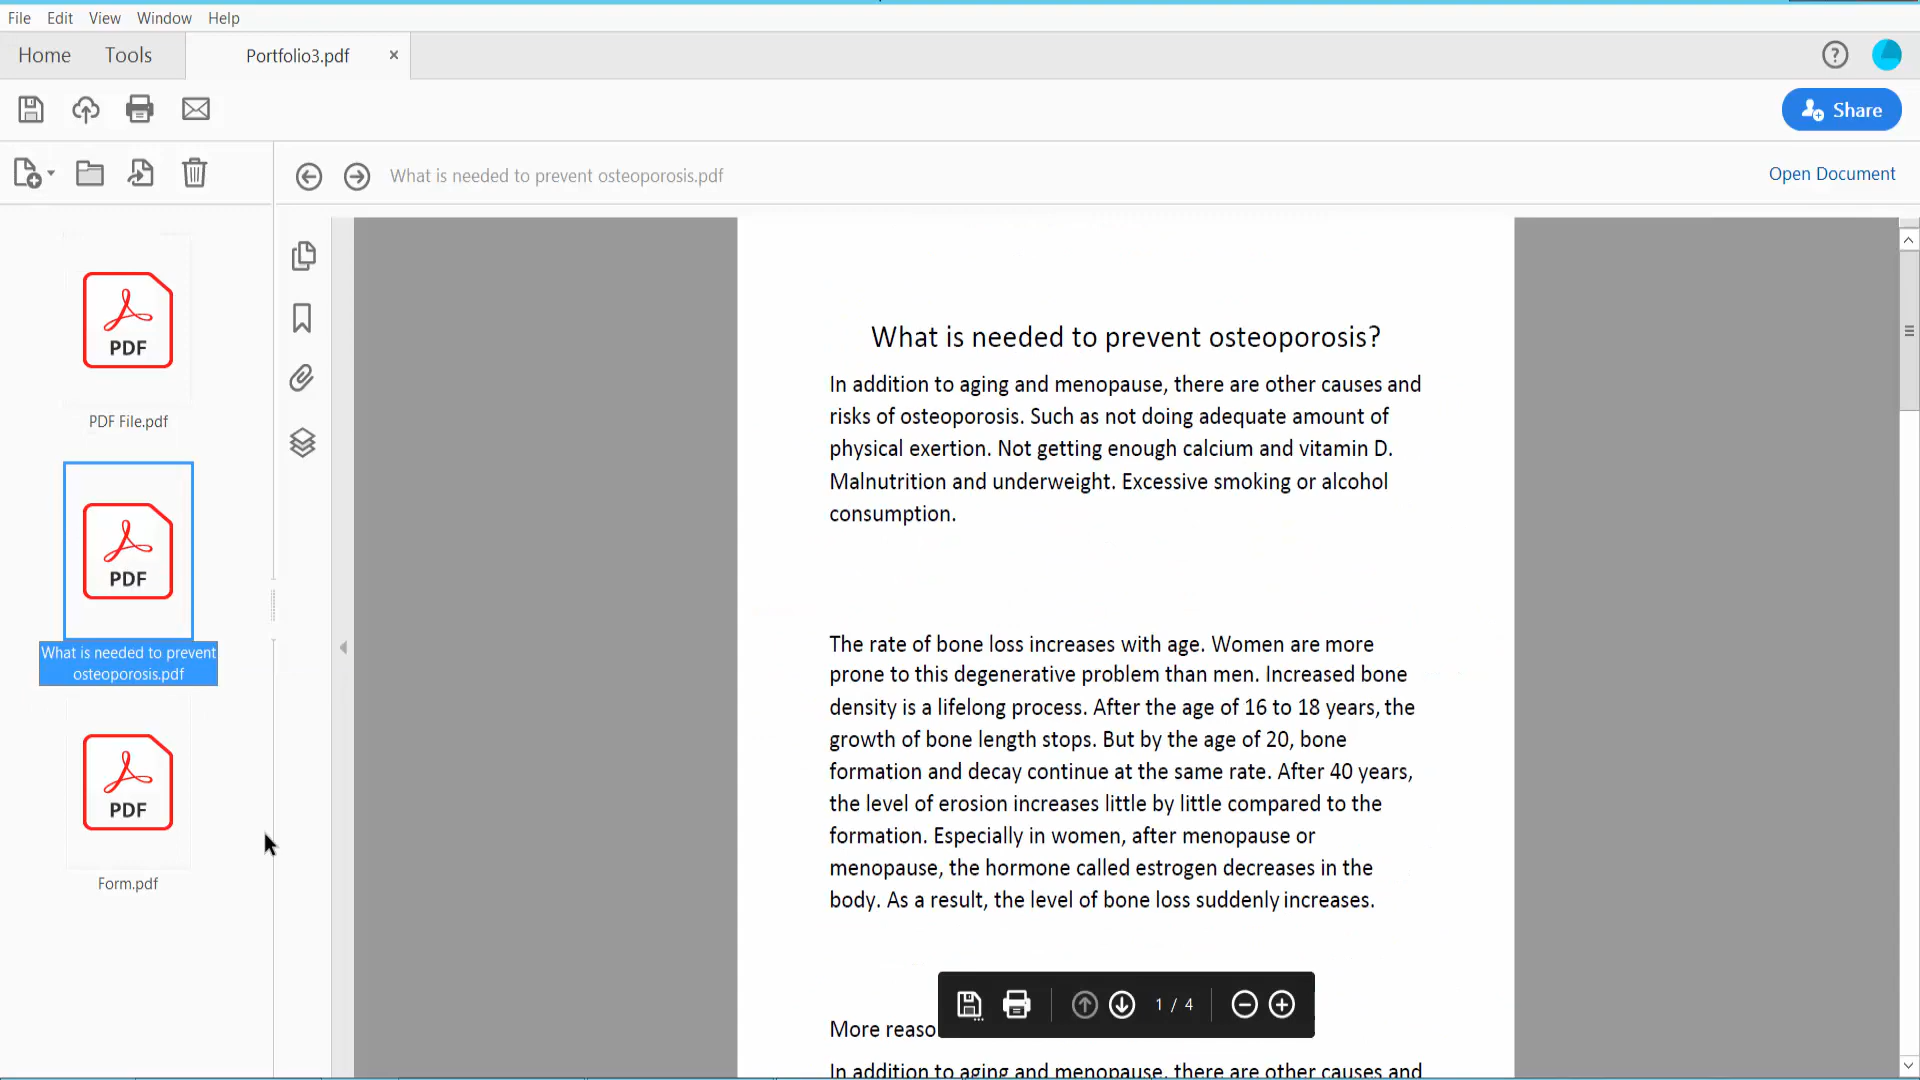 File Edit View Window Help
Home Tools Portfolio3.pdf
Share
What is needed to prevent osteoporosis.pdf
Open Document
PDF
PDF File.pdf
PDF
What is needed to prevent
osteoporosis.pdf
PDF
Form.pdf
What is needed to prevent osteoporosis?
In addition to aging and menopause, there are other causes and
risks of osteoporosis. Such as not doing adequate amount of
physical exertion. Not getting enough calcium and vitamin D.
Malnutrition and underweight. Excessive smoking or alcohol
consumption.
The rate of bone loss increases with age. Women are more
prone to this degenerative problem than men. Increased bone
density is a lifelong process. After the age of 16 to 18 years, the
growth of bone length stops. But by the age of 20, bone
formation and decay continue at the same rate. After 40 years,
the level of erosion increases little by little compared to the
formation. Especially in women, after menopause or
menopause, the hormone called estrogen decreases in the
body. As a result, the level of bone loss suddenly increases.
More reaso
1 / 4
In addition to aging and menopause, there are other causes and